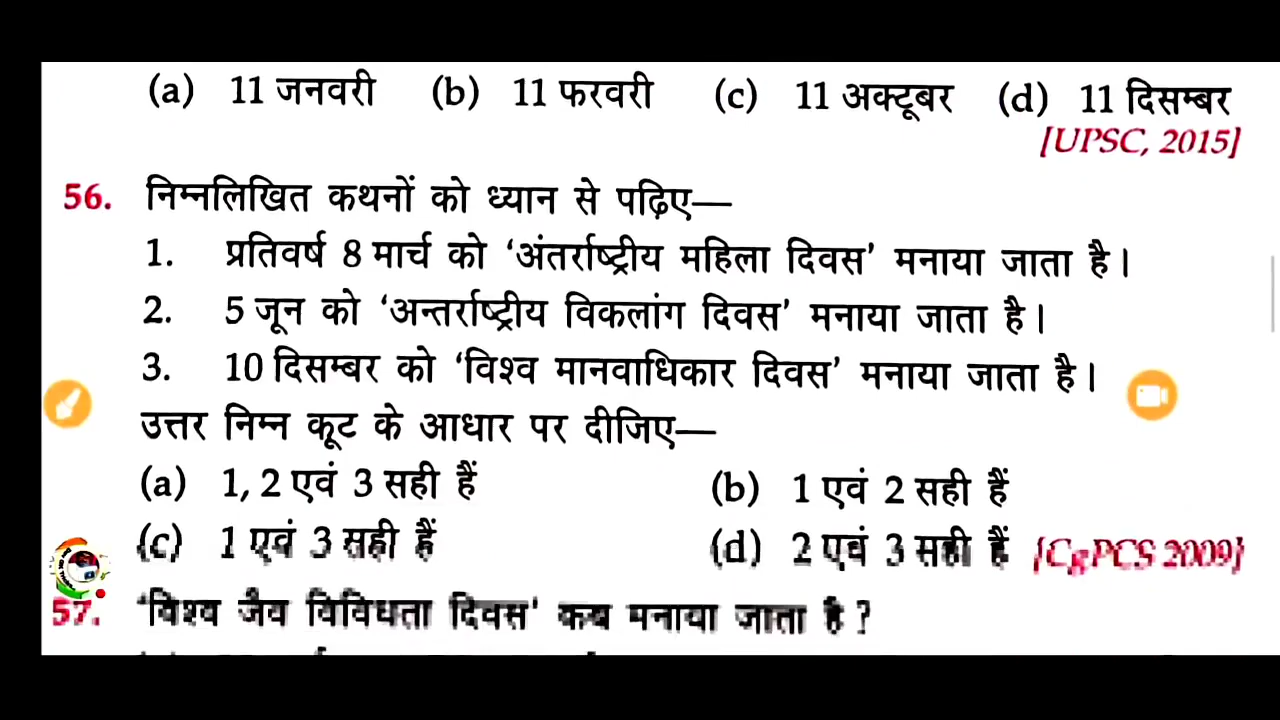 (a) 11 जनवरी (b) 11 फरवरी (c) 11 अक्टूबर (d) 11 दिसम्बर
[UPSC, 2015]
56. निम्नलिखित कथनों को ध्यान से पढ़िए—
1. प्रतिवर्ष 8 मार्च को ‘अंतर्राष्ट्रीय महिला दिवस’ मनाया जाता है।
2. 5 जून को ‘अन्तर्राष्ट्रीय विकलांग दिवस’ मनाया जाता है।
3. 10 दिसम्बर को ‘विश्व मानवाधिकार दिवस’ मनाया जाता है।
उत्तर निम्न कूट के आधार पर दीजिए—
(a) 1, 2 एवं 3 सही हैं (b) 1 एवं 2 सही हैं
(c) 1 एवं 3 सही हैं (d) 2 एवं 3 सही हैं [CgPCS 2009]
57. ‘विश्व जैव विविधता दिवस’ कब मनाया जाता है ?